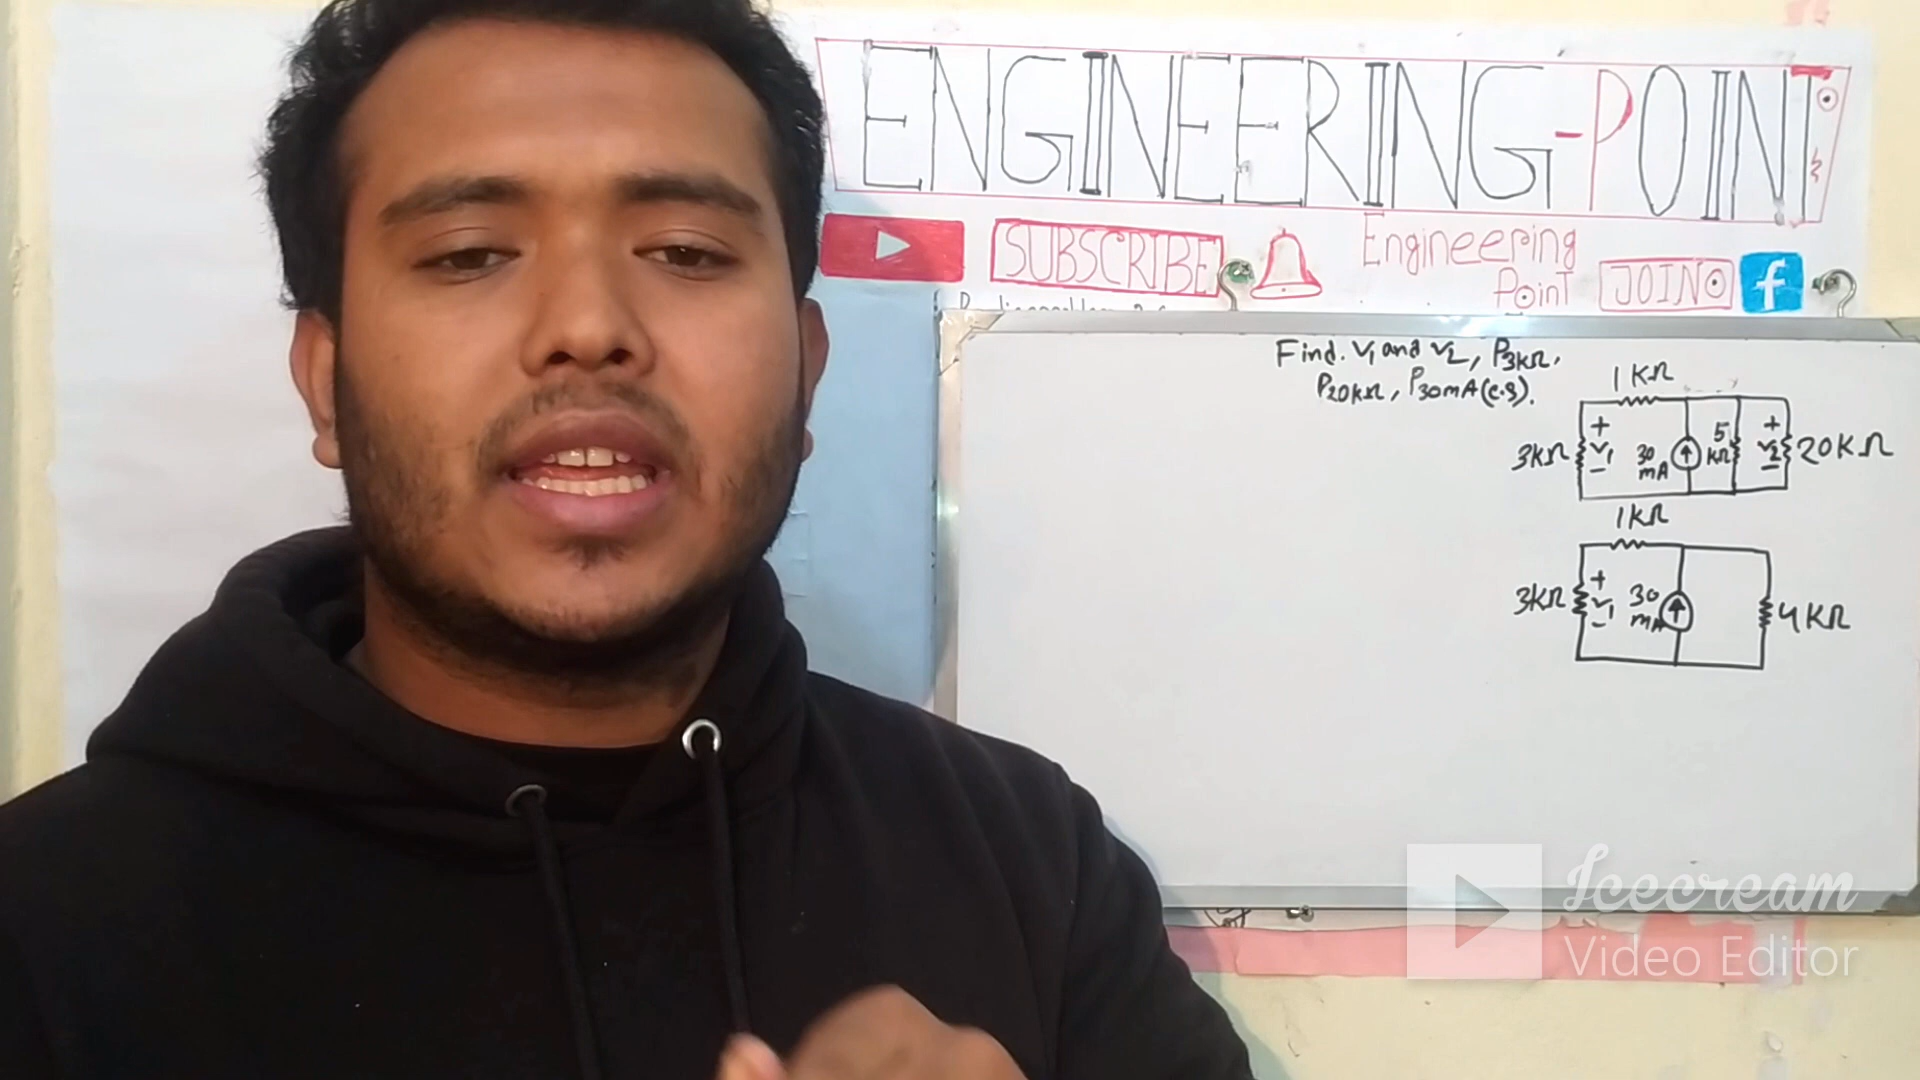 ENGINEERING-POINT
SUBSCRIBE
Engineering
Point
JOIN
f
Find. V1 and V2, P3kΩ,
P20kΩ, P30mA(c.s).
1KΩ
3KΩ
+
V1
-
30
mA
5
KΩ
+
V2
-
20KΩ
1KΩ
3KΩ
+
V1
-
30
mA
4KΩ
Icecream
Video Editor